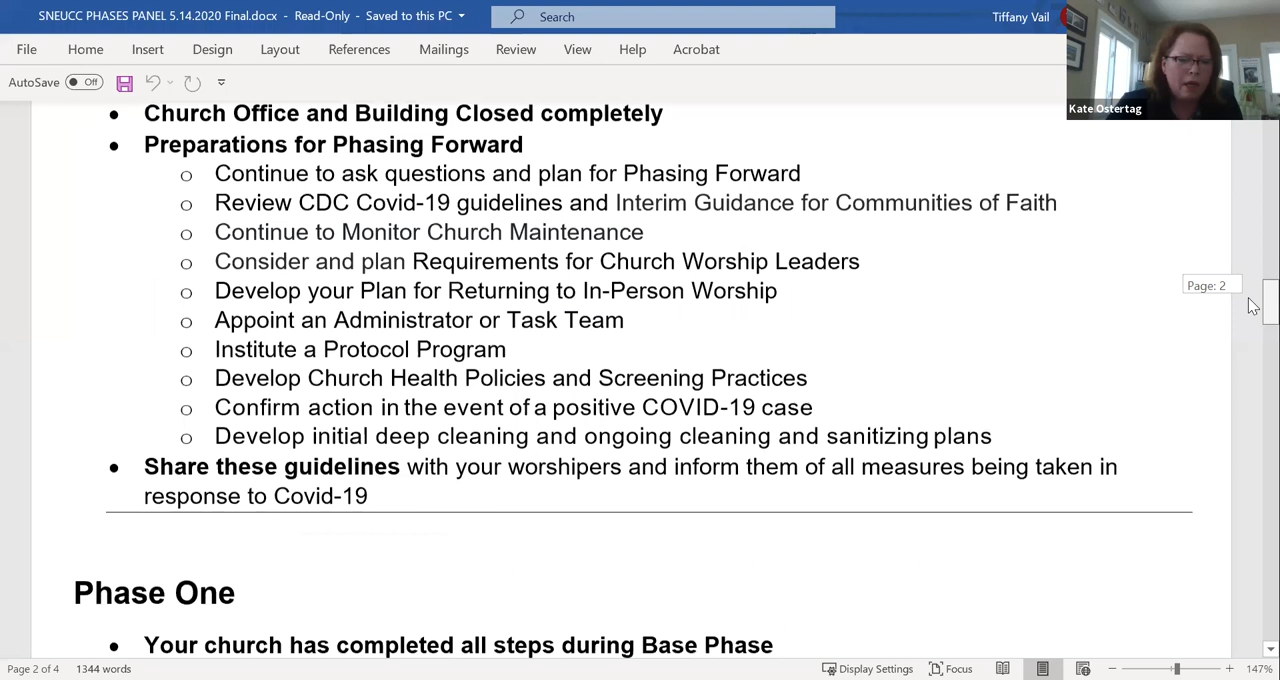 SNEUCC PHASES PANEL 5.14.2020 Final.docx - Read-Only - Saved to this PC
Search
Tiffany Vail
File Home Insert Design Layout References Mailings Review View Help Acrobat
AutoSave Off
Kate Ostertag
• Church Office and Building Closed completely
• Preparations for Phasing Forward
o Continue to ask questions and plan for Phasing Forward
o Review CDC Covid-19 guidelines and Interim Guidance for Communities of Faith
o Continue to Monitor Church Maintenance
o Consider and plan Requirements for Church Worship Leaders
o Develop your Plan for Returning to In-Person Worship
Page: 2
o Appoint an Administrator or Task Team
o Institute a Protocol Program
o Develop Church Health Policies and Screening Practices
o Confirm action in the event of a positive COVID-19 case
o Develop initial deep cleaning and ongoing cleaning and sanitizing plans
• Share these guidelines with your worshipers and inform them of all measures being taken in
response to Covid-19
Phase One
• Your church has completed all steps during Base Phase
Page 2 of 4 1344 words Display Settings Focus 147%